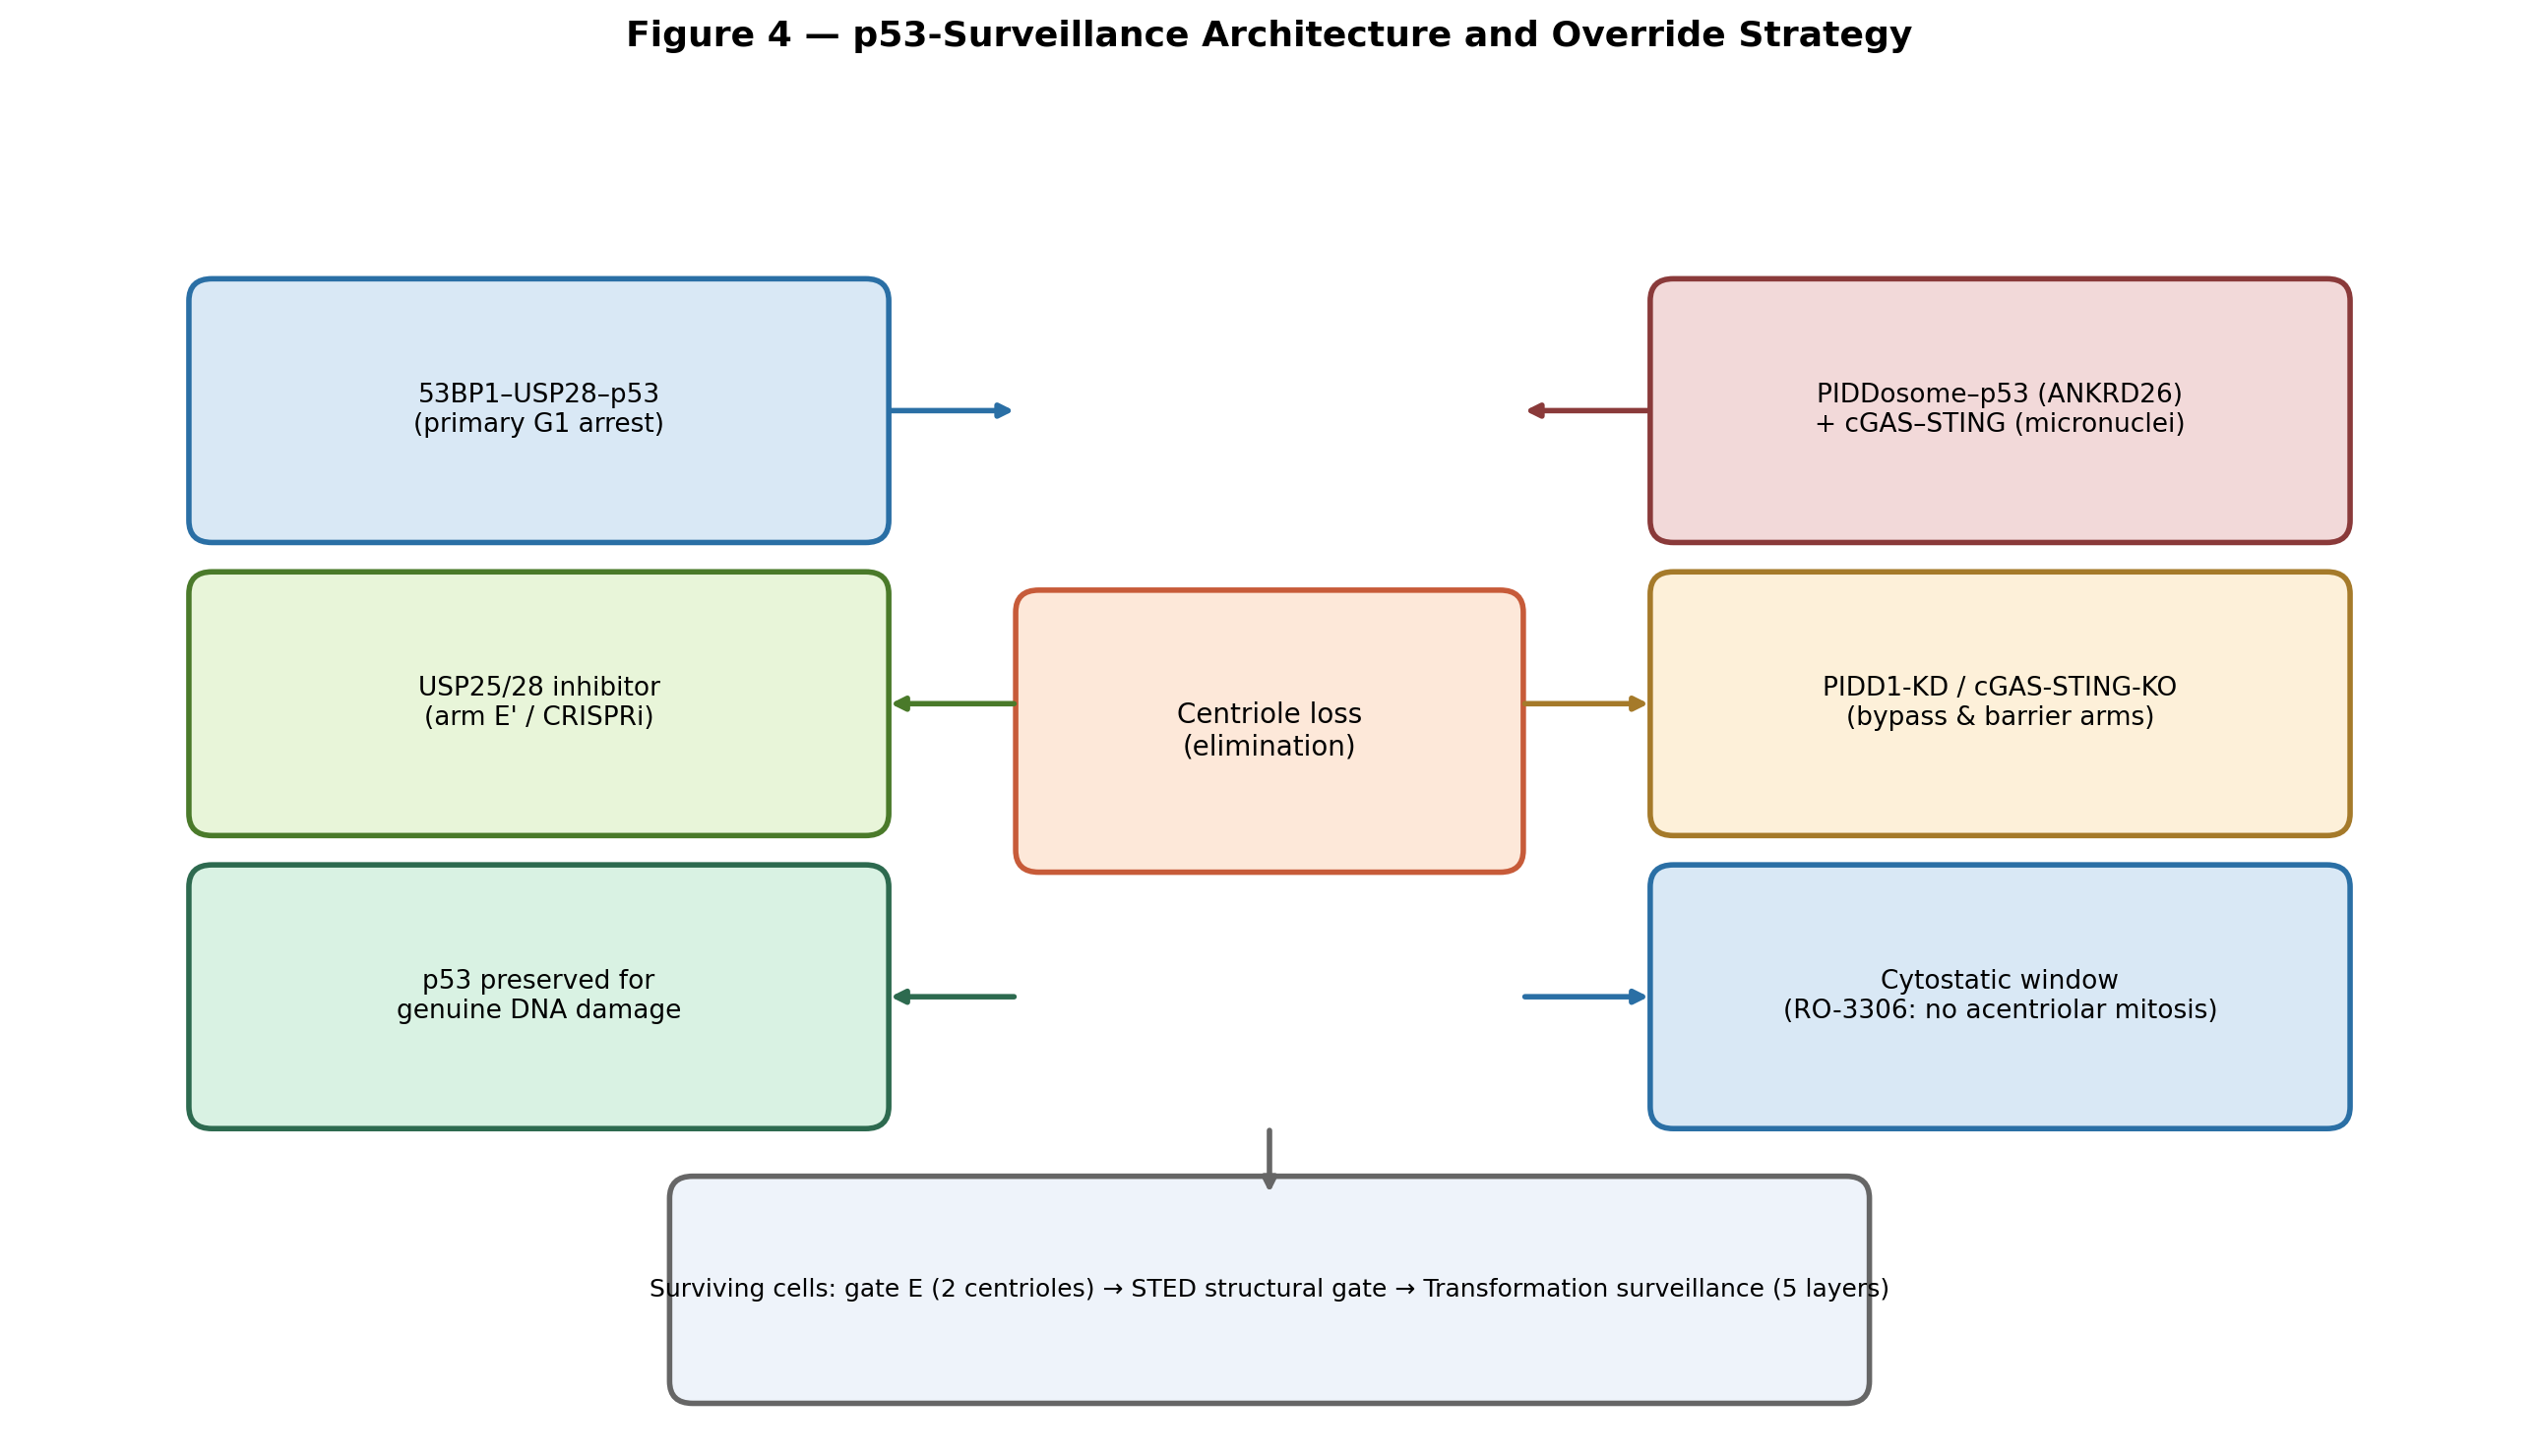 Figure 4 — p53-Surveillance Architecture and Override Strategy
53BP1–USP28–p53
(primary G1 arrest)
PIDDosome–p53 (ANKRD26)
+ cGAS–STING (micronuclei)
USP25/28 inhibitor
(arm E' / CRISPRi)
Centriole loss
(elimination)
PIDD1-KD / cGAS-STING-KO
(bypass & barrier arms)
p53 preserved for
genuine DNA damage
Cytostatic window
(RO-3306: no acentriolar mitosis)
Surviving cells: gate E (2 centrioles) → STED structural gate → Transformation surveillance (5 layers)